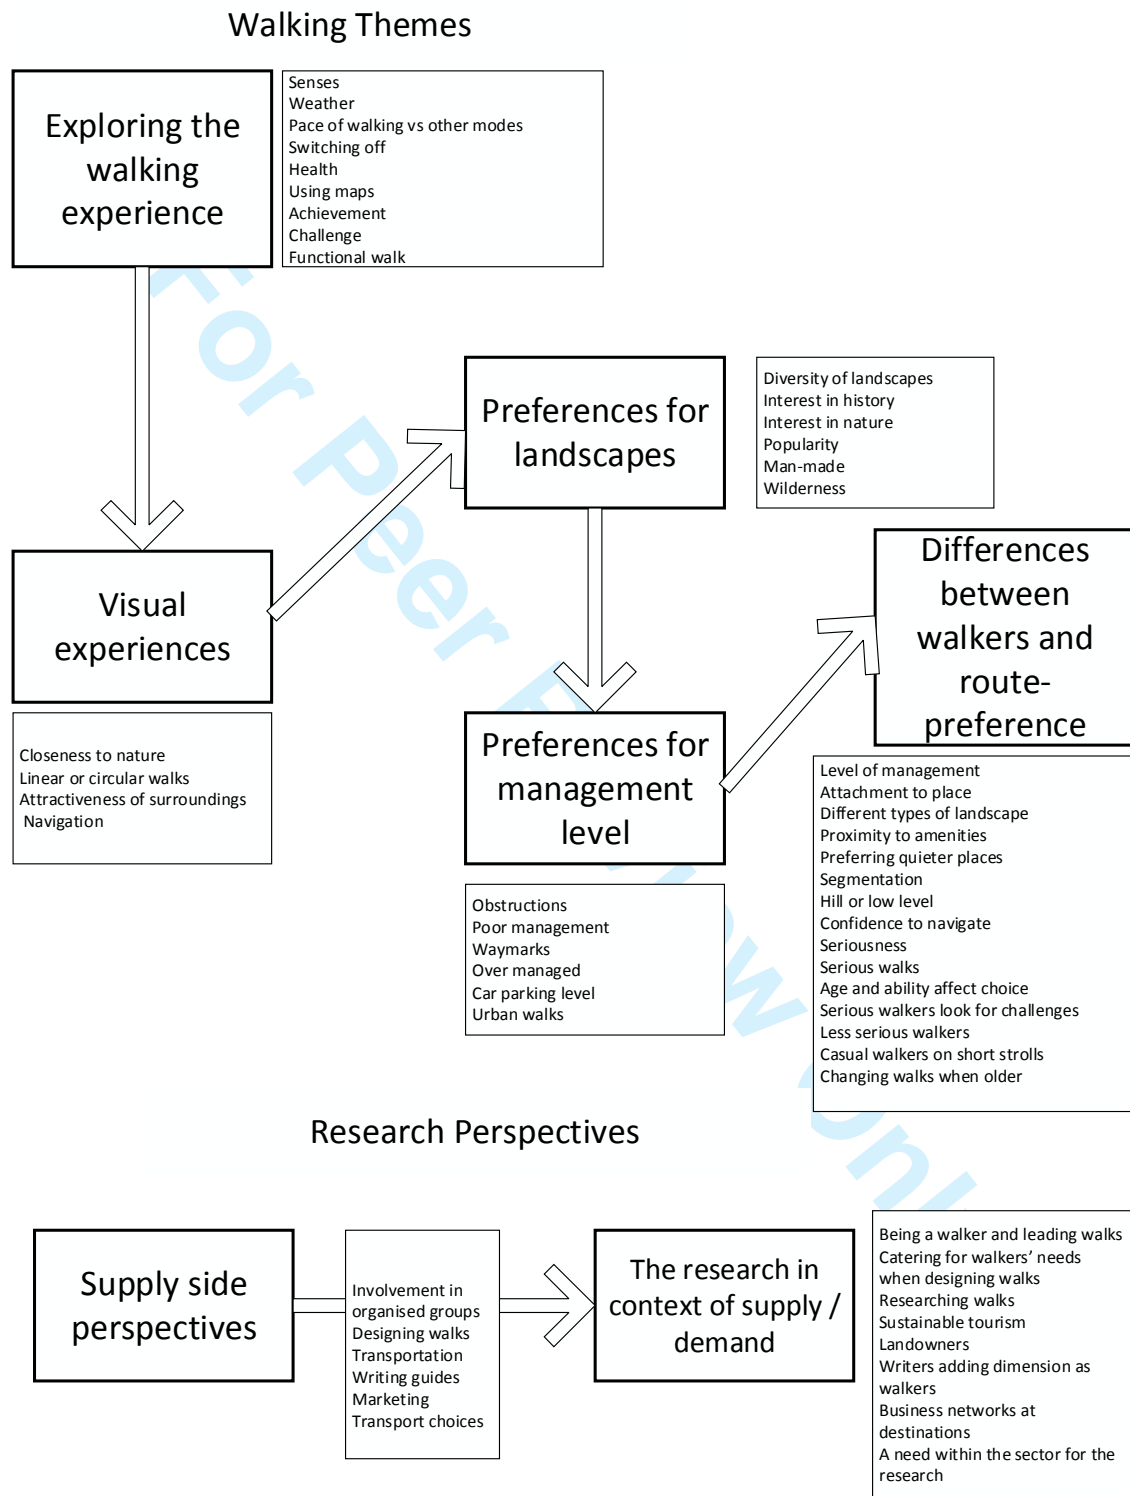 Walking Themes
Exploring the
walking
experience
Senses
Weather
Pace of walking vs other modes
Switching off
Health
Using maps
Achievement
Challenge
Functional walk
Visual
experiences
Closeness to nature
Linear or circular walks
Attractiveness of surroundings
Navigation
Preferences for
landscapes
Diversity of landscapes
Interest in history
Interest in nature
Popularity
Man-made
Wilderness
Preferences for
management
level
Obstructions
Poor management
Waymarks
Over managed
Car parking level
Urban walks
Differences
between
walkers and
route-
preference
Level of management
Attachment to place
Different types of landscape
Proximity to amenities
Preferring quieter places
Segmentation
Hill or low level
Confidence to navigate
Seriousness
Serious walks
Age and ability affect choice
Serious walkers look for challenges
Less serious walkers
Casual walkers on short strolls
Changing walks when older
Research Perspectives
Supply side
perspectives
Involvement in
organised groups
Designing walks
Transportation
Writing guides
Marketing
Transport choices
The research in
context of supply /
demand
Being a walker and leading walks
Catering for walkers’ needs
when designing walks
Researching walks
Sustainable tourism
Landowners
Writers adding dimension as
walkers
Business networks at
destinations
A need within the sector for the
research
For Peer Review Only